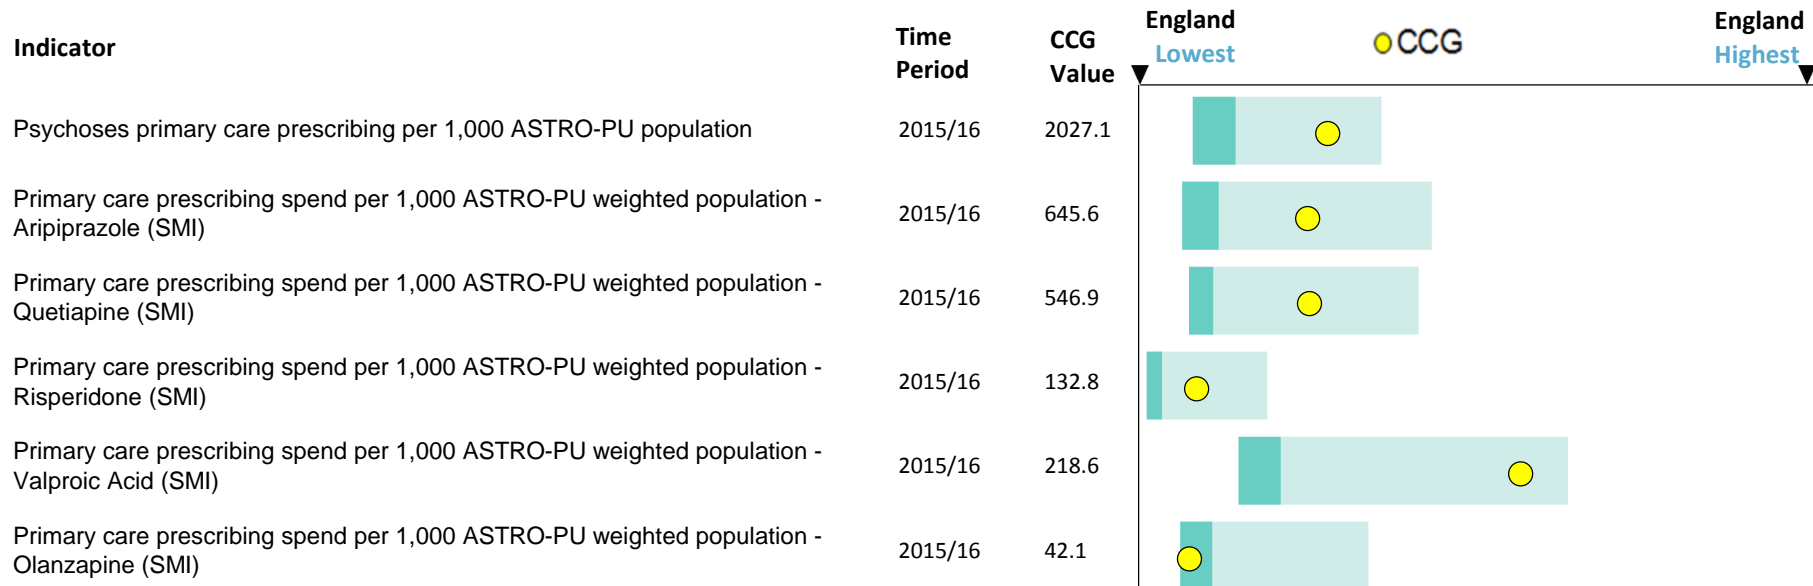 Indicator
Time Period
CCG Value
England Lowest
CCG
England Highest
Psychoses primary care prescribing per 1,000 ASTRO-PU population 2015/16 2027.1
Primary care prescribing spend per 1,000 ASTRO-PU weighted population -
Aripiprazole (SMI) 2015/16 645.6
Primary care prescribing spend per 1,000 ASTRO-PU weighted population -
Quetiapine (SMI) 2015/16 546.9
Primary care prescribing spend per 1,000 ASTRO-PU weighted population -
Risperidone (SMI) 2015/16 132.8
Primary care prescribing spend per 1,000 ASTRO-PU weighted population -
Valproic Acid (SMI) 2015/16 218.6
Primary care prescribing spend per 1,000 ASTRO-PU weighted population -
Olanzapine (SMI) 2015/16 42.1